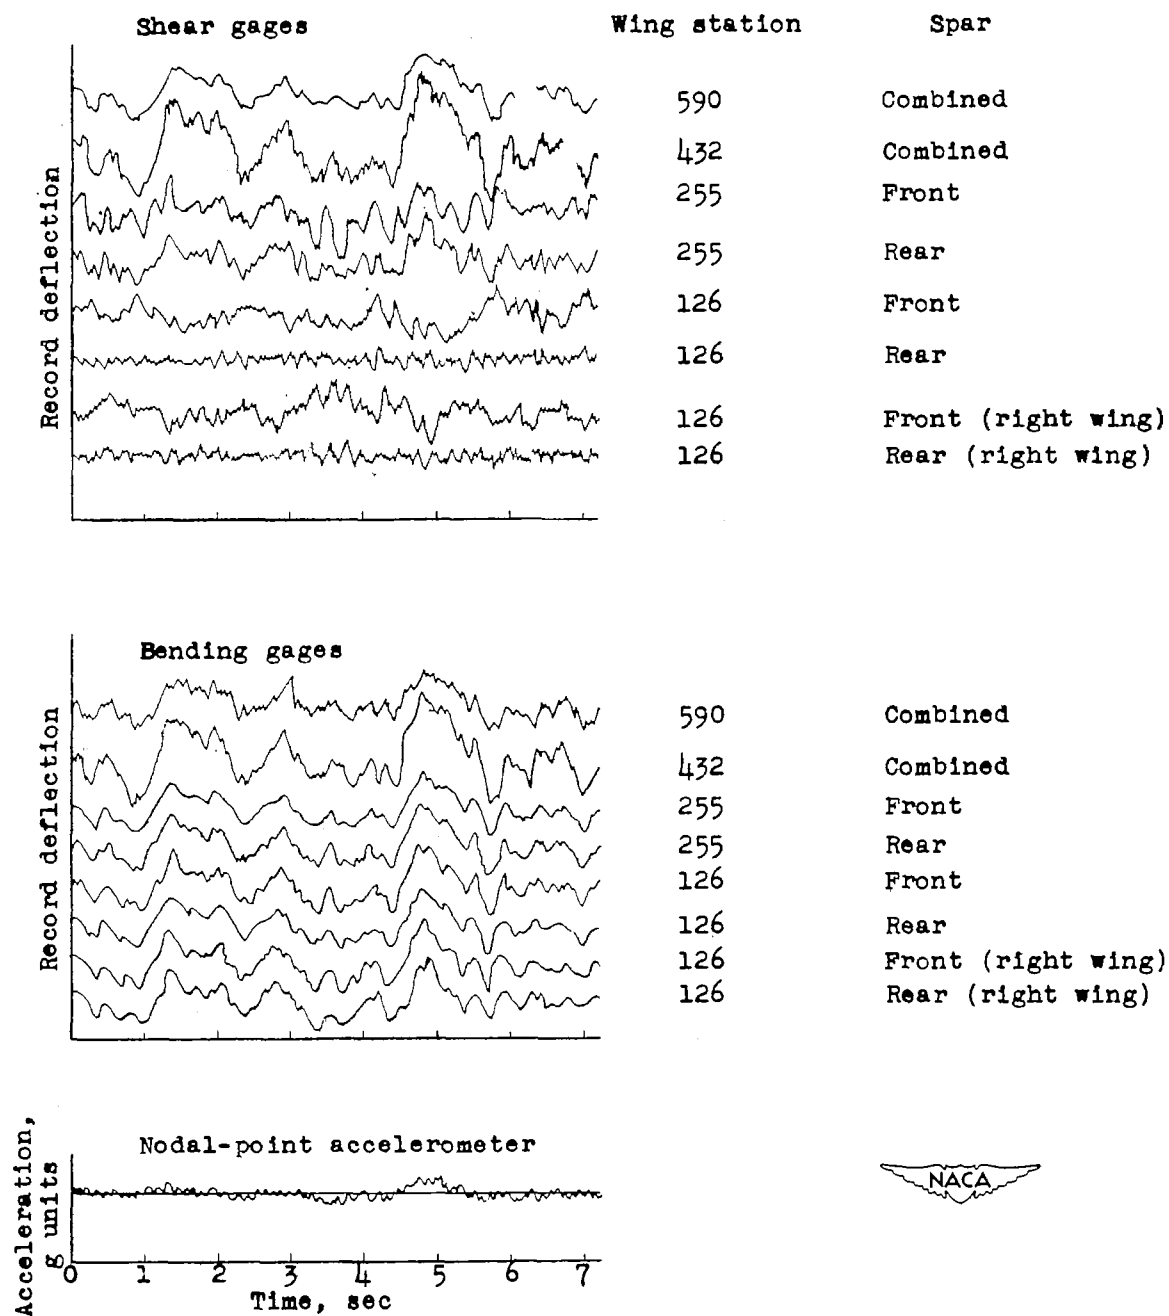 Shear gages Wing station Spar
590 Combined
432 Combined
255 Front
255 Rear
126 Front
126 Rear
126 Front (right wing)
126 Rear (right wing)
Record deflection
Bending gages
590 Combined
432 Combined
255 Front
255 Rear
126 Front
126 Rear
126 Front (right wing)
126 Rear (right wing)
Record deflection
Nodal-point accelerometer
Acceleration,
g units
NACA
0 1 2 3 4 5 6 7
Time, sec